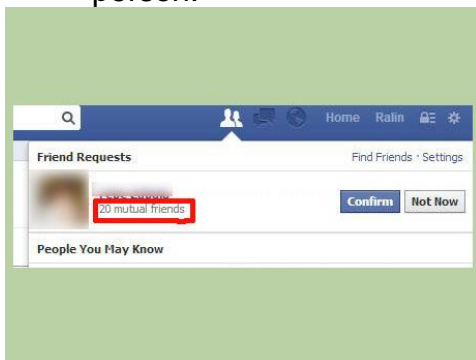 person.
Home Ralin
Friend Requests Find Friends · Settings
20 mutual friends
Confirm Not Now
People You May Know